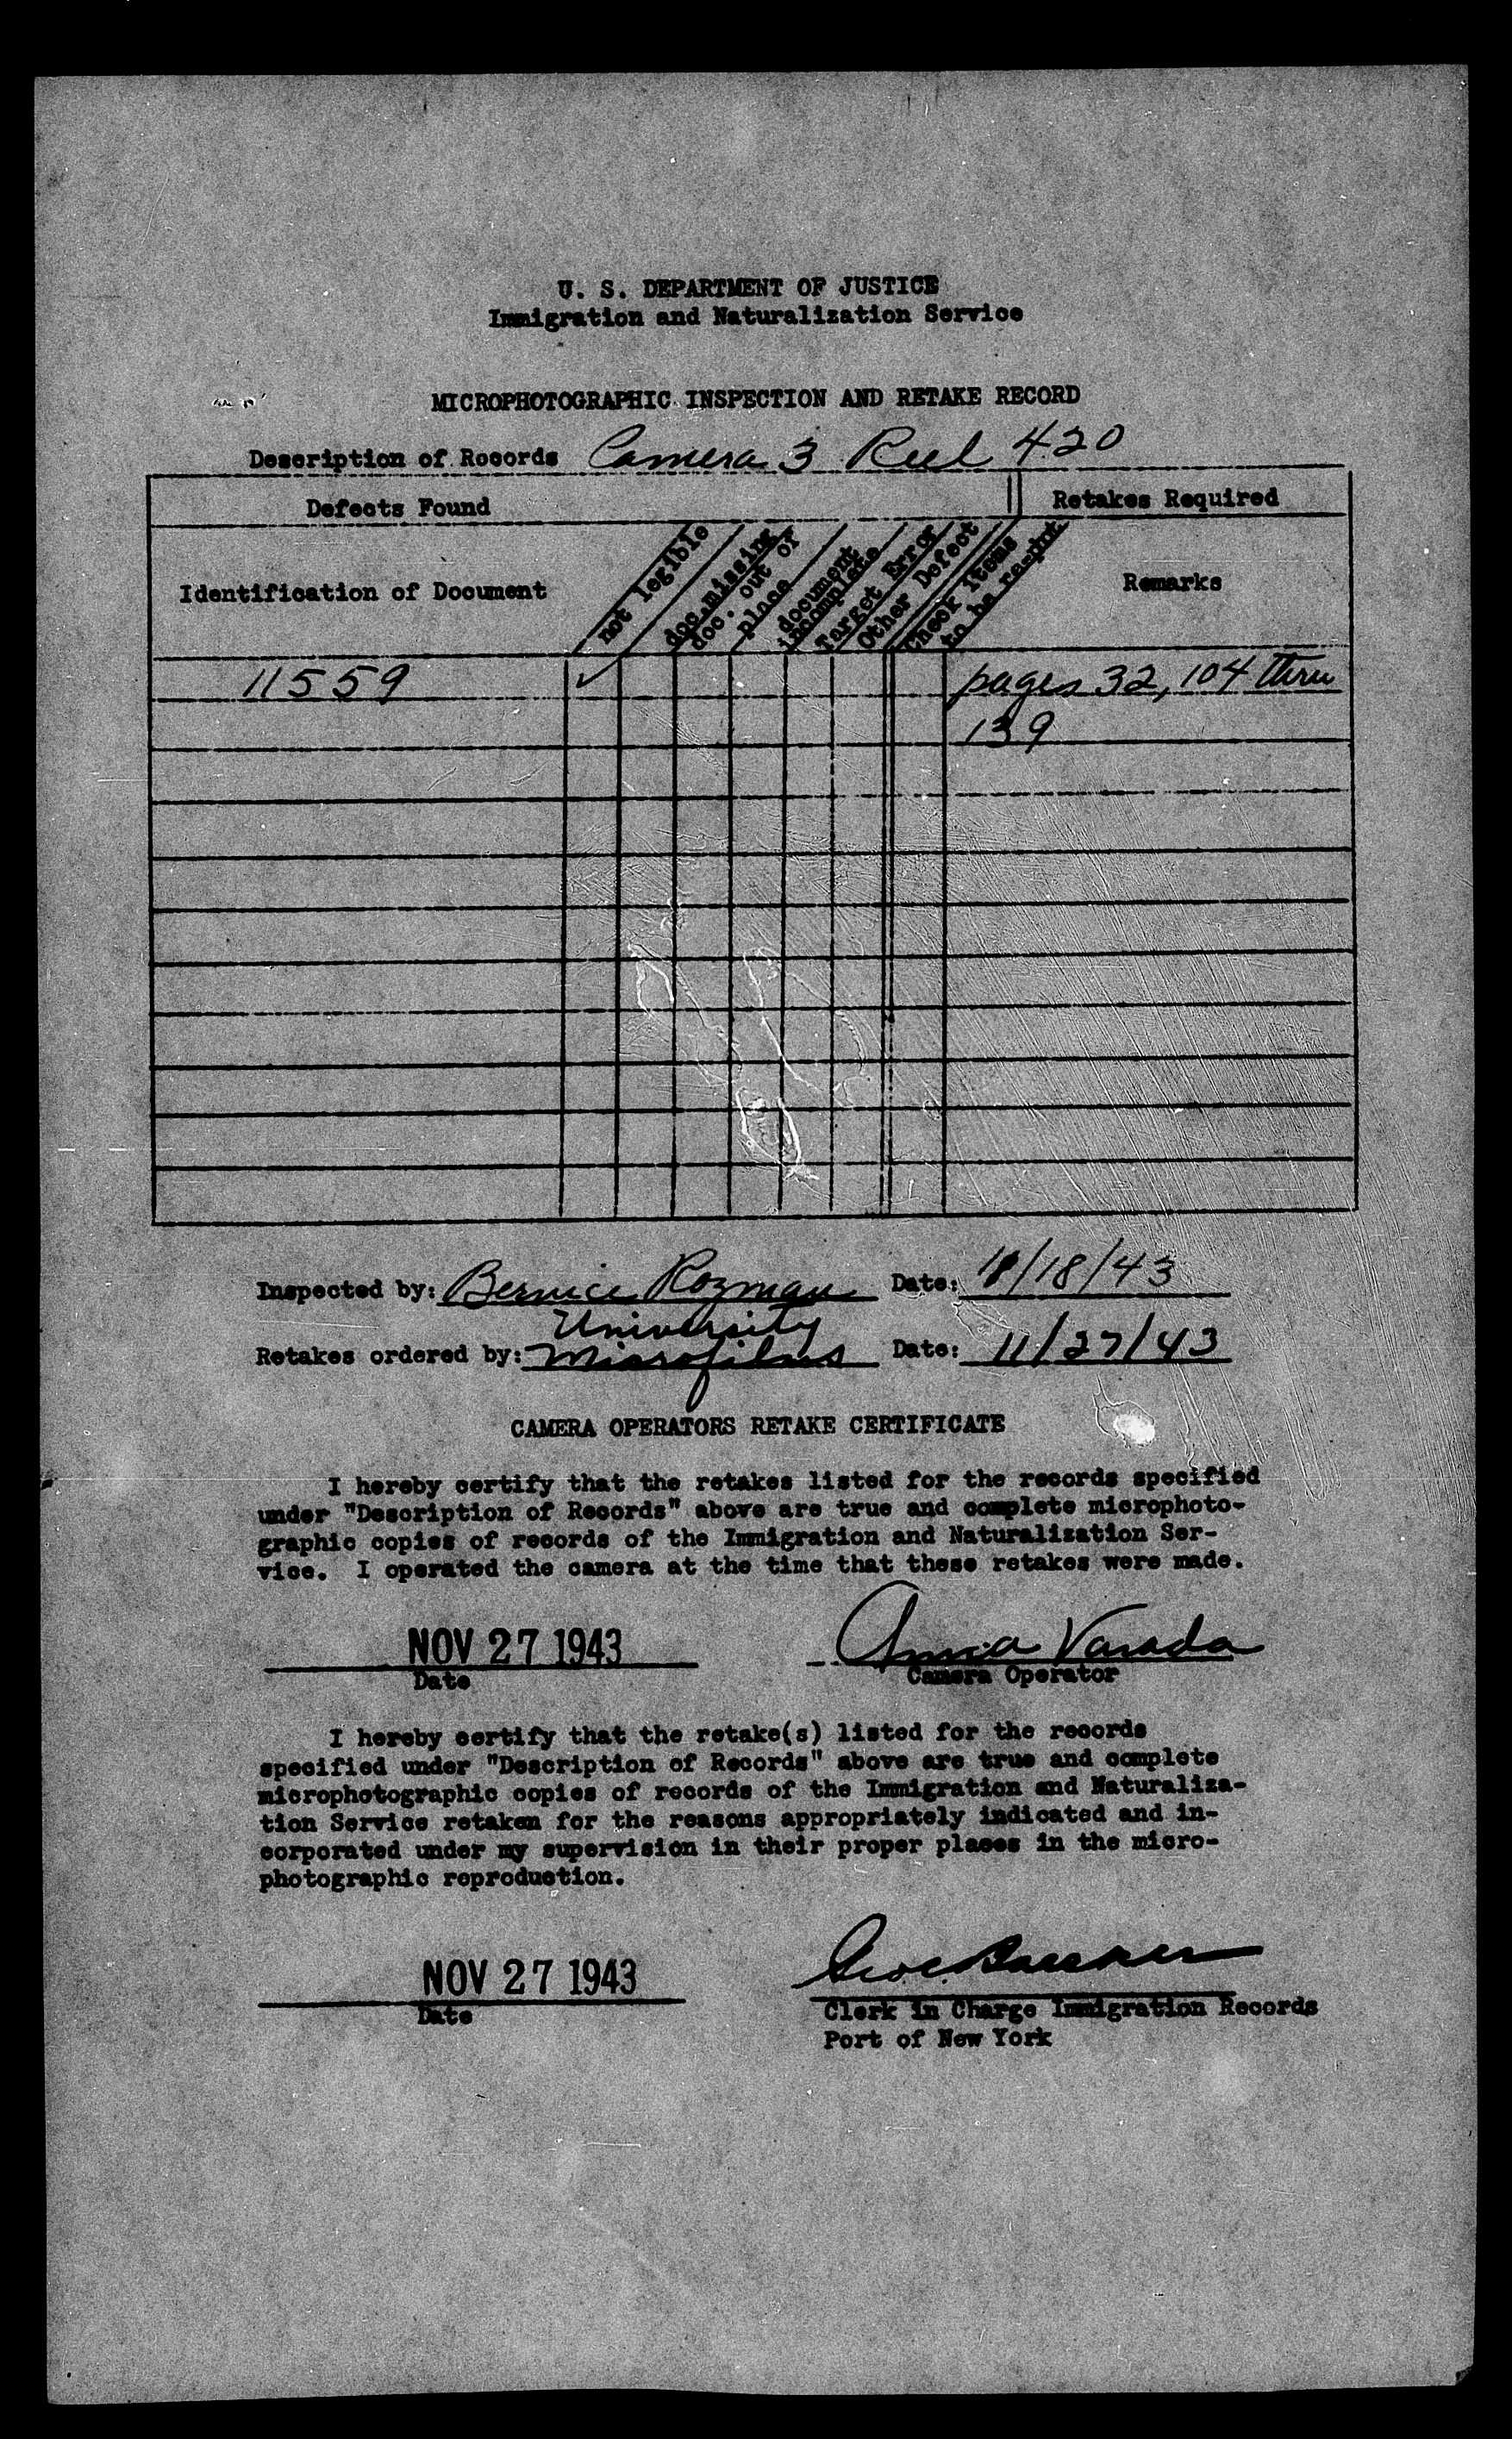 U. S. DEPARTMENT OF JUSTICE
Immigration and Naturalization Service
MICROPHOTOGRAPHIC INSPECTION AND RETAKE RECORD
Description of Records Camera 3 Reel 420
Defects Found Retakes Required
Identification of Document
not legible
doc. missing
doc. out of place
document incomplete
Target Error
Other Defect
Check items
Remarks
11559 ✓ pages 32, 104 thru
139
Inspected by: Bernice Rozman Date: /18/43
University
Retakes ordered by: Microfilms Date: 11/27/43
CAMERA OPERATORS RETAKE CERTIFICATE
I hereby certify that the retakes listed for the records specified
under "Description of Records" above are true and complete microphoto-
graphic copies of records of the Immigration and Naturalization Ser-
vice. I operated the camera at the time that these retakes were made.
NOV 27 1943 Anna Varada
Date Camera Operator
I hereby certify that the retake(s) listed for the records
specified under "Description of Records" above are true and complete
microphotographic copies of records of the Immigration and Naturaliza-
tion Service retaken for the reasons appropriately indicated and in-
corporated under my supervision in their proper places in the micro-
photographic reproduction.
NOV 27 1943
Date Clerk in Charge Immigration Records
Port of New York